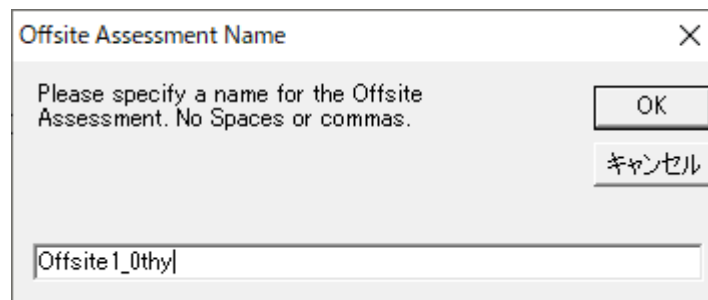 Offsite Assessment Name
Please specify a name for the Offsite
Assessment. No Spaces or commas.
OK
キャンセル
Offsite1_0thy